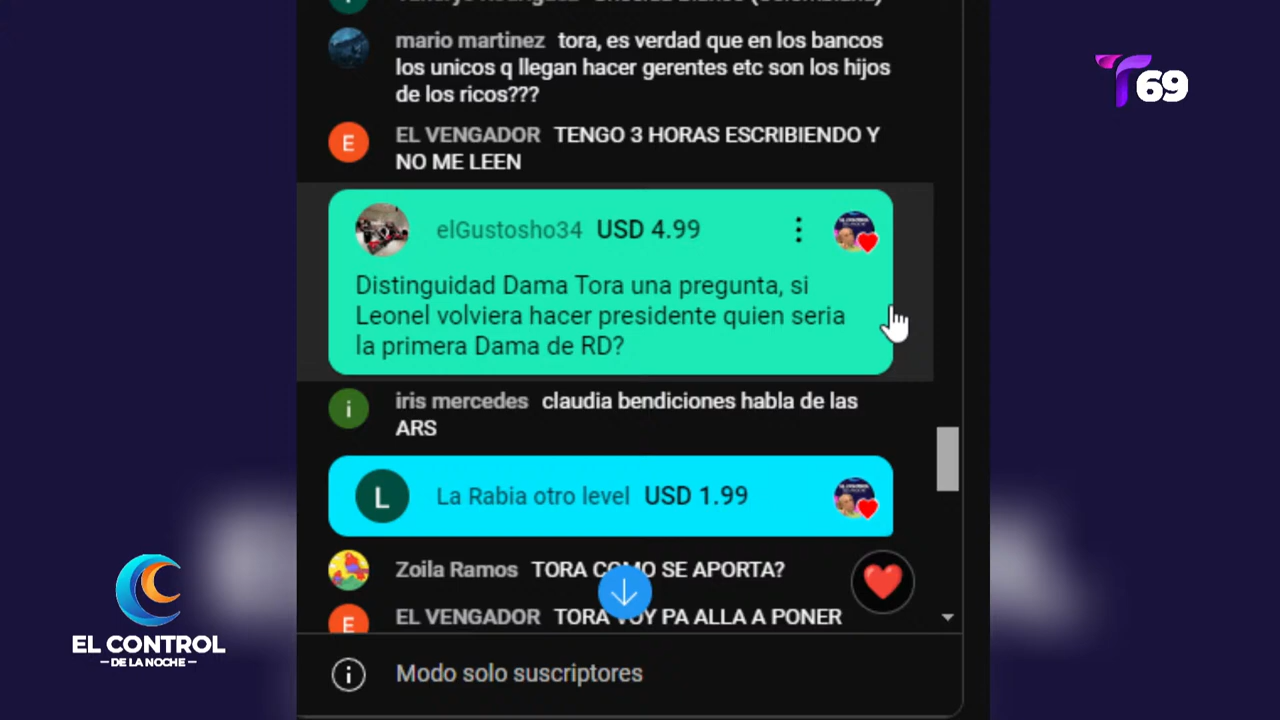 mario martinez tora, es verdad que en los bancos
los unicos q llegan hacer gerentes etc son los hijos
de los ricos???
T 69
EL VENGADOR TENGO 3 HORAS ESCRIBIENDO Y
NO ME LEEN
E
elGustosho34 USD 4.99
Distinguidad Dama Tora una pregunta, si
Leonel volviera hacer presidente quien seria
la primera Dama de RD?
i
iris mercedes claudia bendiciones habla de las
ARS
L
La Rabia otro level USD 1.99
Zoila Ramos TORA COMO SE APORTA?
E
EL VENGADOR TORA TOY PA ALLA A PONER
EL CONTROL
DE LA NOCHE
Modo solo suscriptores